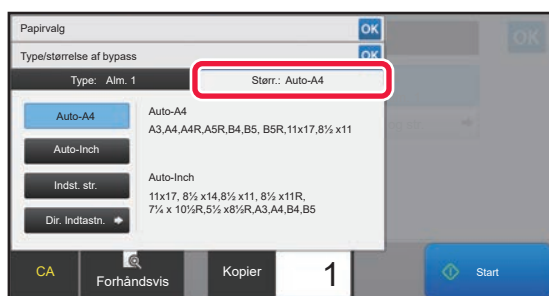 Papirvalg
OK
Type/størrelse af bypass
OK
Type: Alm. 1
Størr.: Auto-A4
Auto-A4
Auto-A4
A3,A4,A4R,A5R,B4,B5, B5R,11x17,8½ x11
Auto-Inch
Indst. str.
Auto-Inch
11x17, 8½ x14,8½ x11, 8½ x11R,
7¼ x 10½R,5½ x8½R,A3,A4,B4,B5
Dir. Indtastn.
OK
CA
Forhåndsvis
Kopier
1
Start